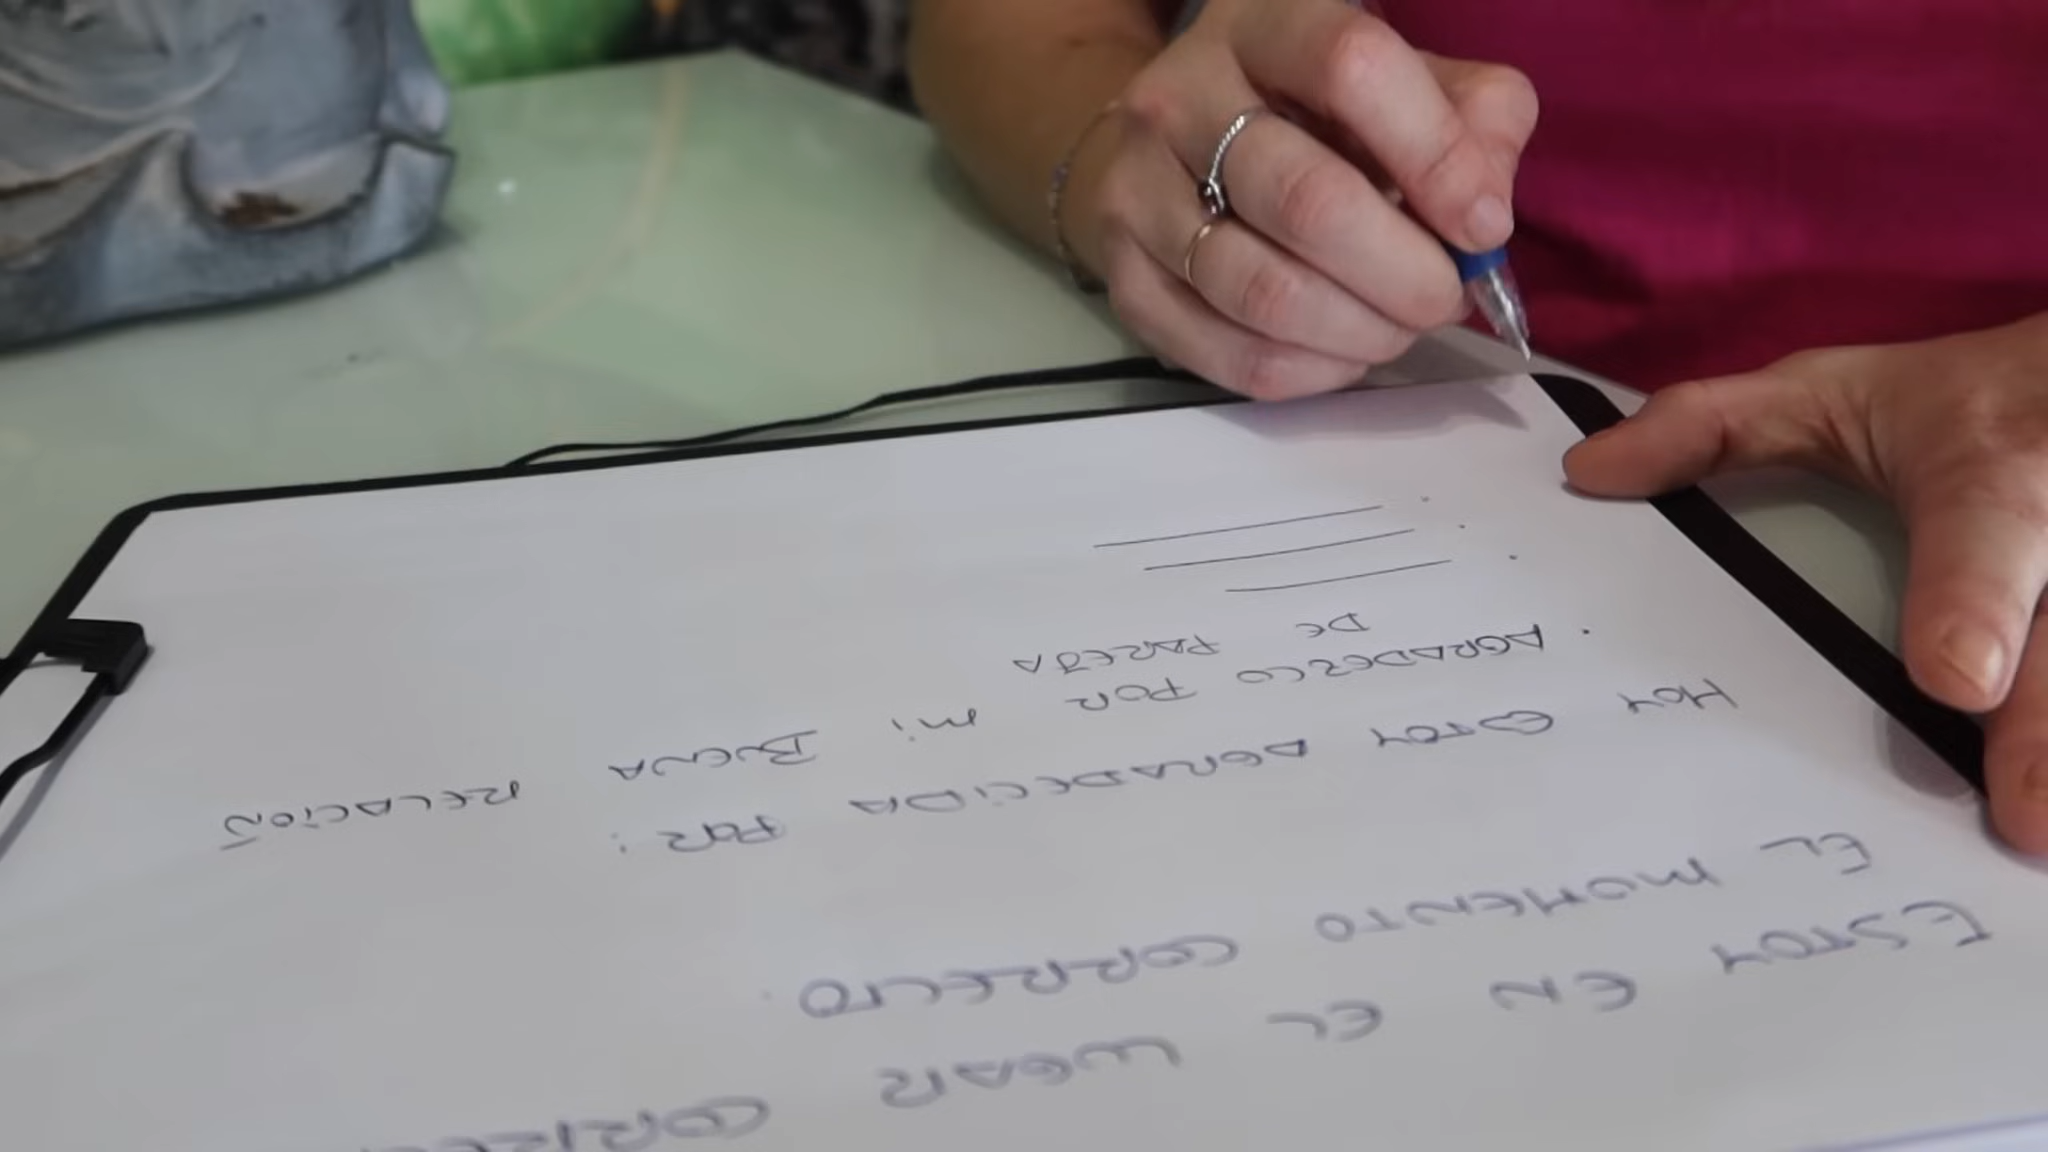 ESTOY EN EL LUGAR
EL MOMENTO CORRECTO.
HOY ESTOY AGRADECIDA POR:
• AGRADEZCO POR MI BUENA RELACIÓN
DE PAREJA